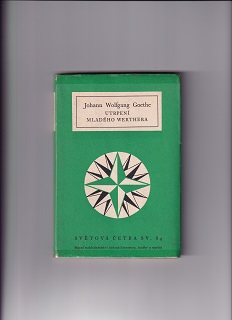 Johann Wolfgang Goethe
UTRPENÍ
MLADÉHO WERTHERA
SVĚTOVÁ ČETBA SV. 84